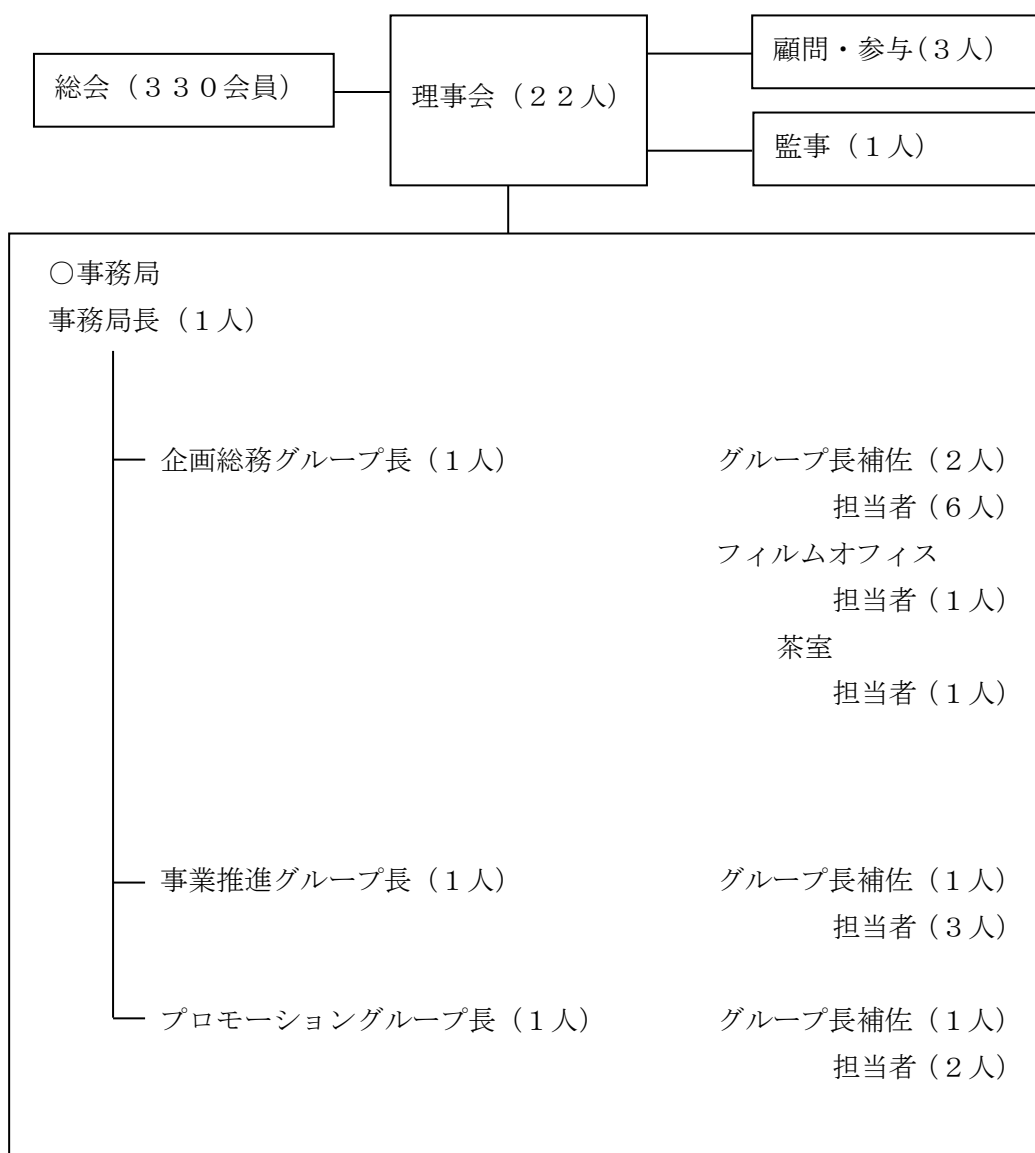 総会（３３０会員）
理事会（２２人）
顧問・参与（３人）
監事（１人）
○事務局
事務局長（１人）
企画総務グループ長（１人）
グループ長補佐（２人）
担当者（６人）
フィルムオフィス
担当者（１人）
茶室
担当者（１人）
事業推進グループ長（１人）
グループ長補佐（１人）
担当者（３人）
プロモーショングループ長（１人）
グループ長補佐（１人）
担当者（２人）